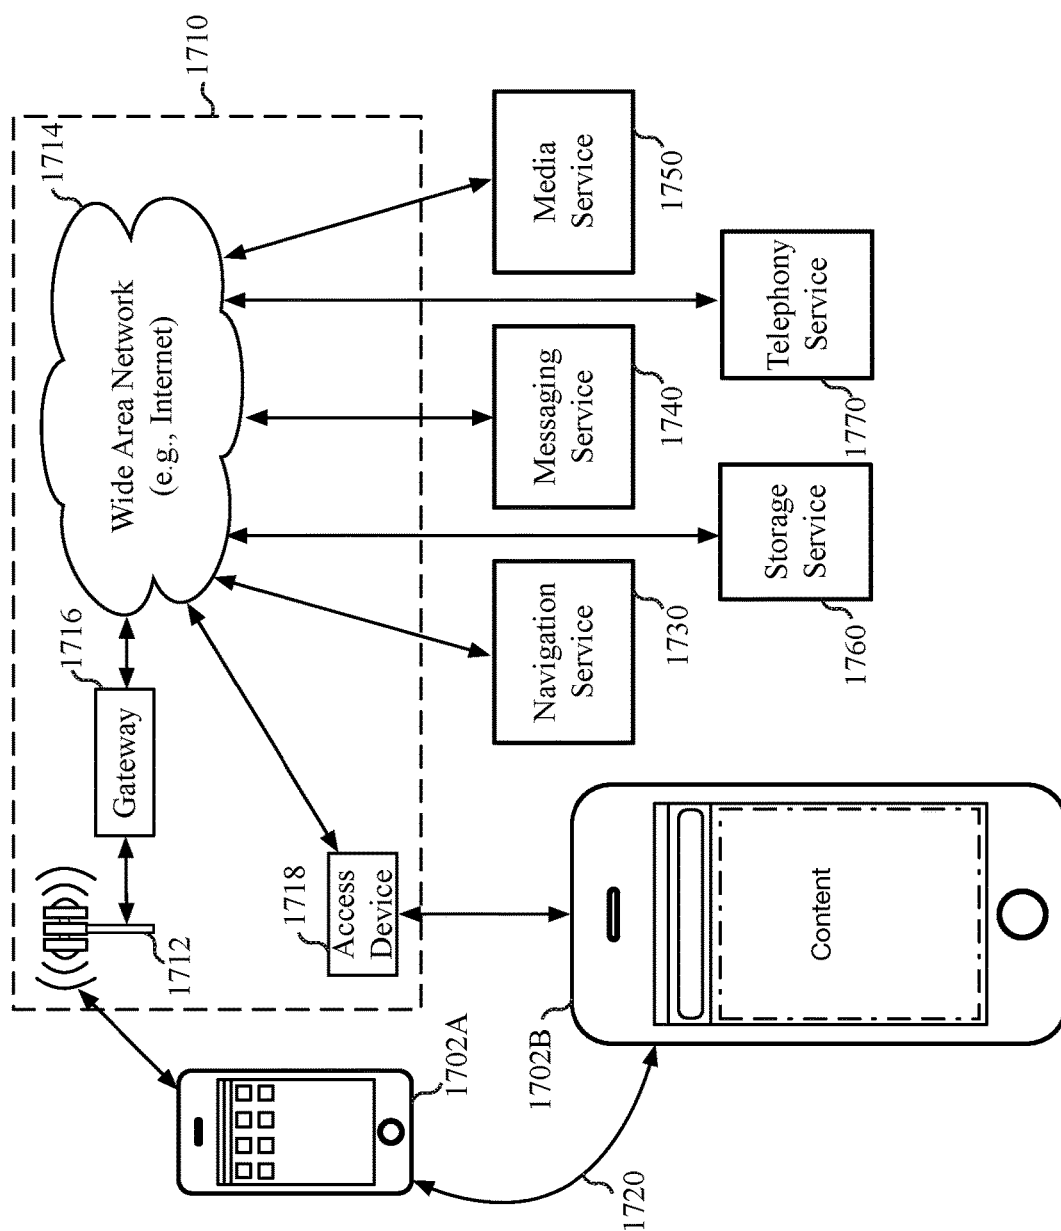 1710
1714
Wide Area Network
(e.g., Internet)
1716
Gateway
1712
1718
Access
Device
1702A
1702B
1720
Content
Navigation
Service
1730
Messaging
Service
1740
Media
Service
1750
Storage
Service
1760
Telephony
Service
1770